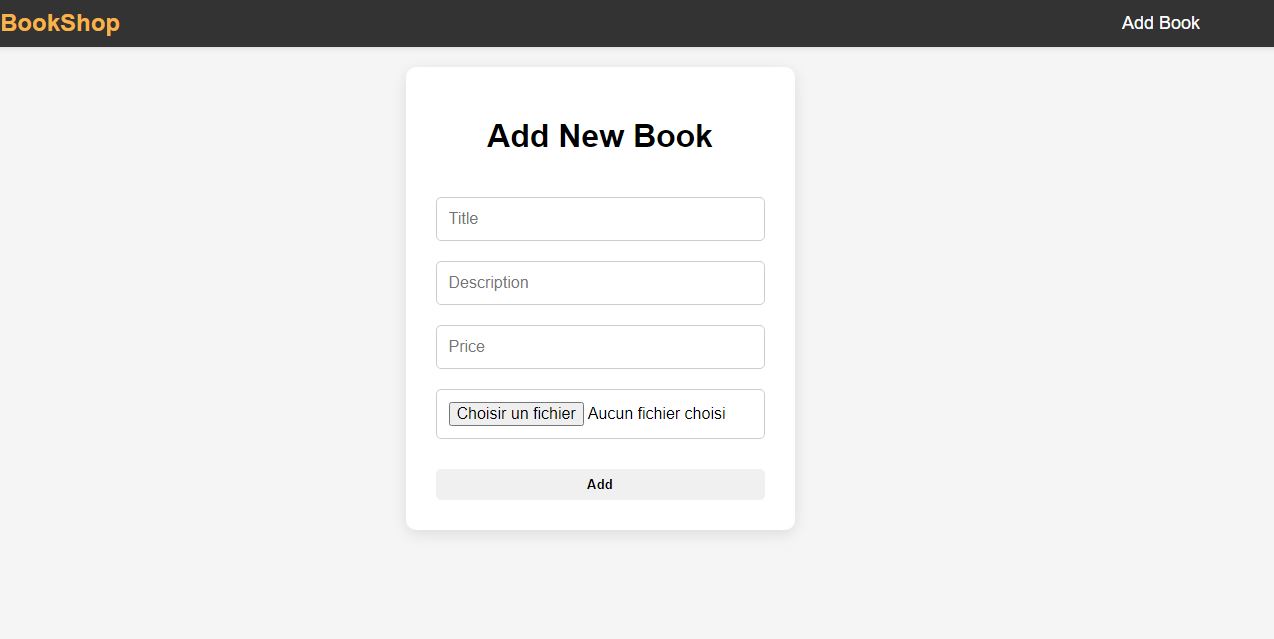 BookShop
Add Book
Add New Book
Title
Description
Price
Choisir un fichier Aucun fichier choisi
Add